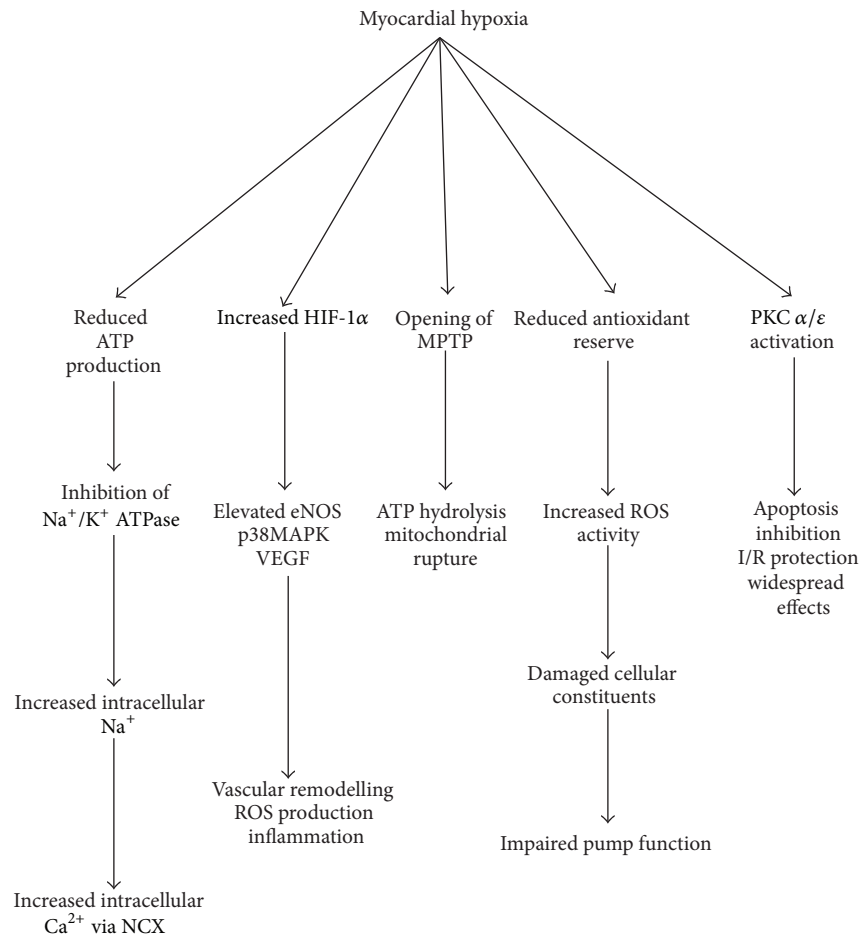 Myocardial hypoxia
Reduced
ATP
production
Increased HIF-1α
Opening of
MPTP
Reduced antioxidant
reserve
PKC α/ε
activation
Inhibition of
Na⁺/K⁺ ATPase
Elevated eNOS
p38MAPK
VEGF
ATP hydrolysis
mitochondrial
rupture
Increased ROS
activity
Apoptosis
inhibition
I/R protection
widespread
effects
Increased intracellular
Na⁺
Damaged cellular
constituents
Vascular remodelling
ROS production
inflammation
Impaired pump function
Increased intracellular
Ca²⁺ via NCX